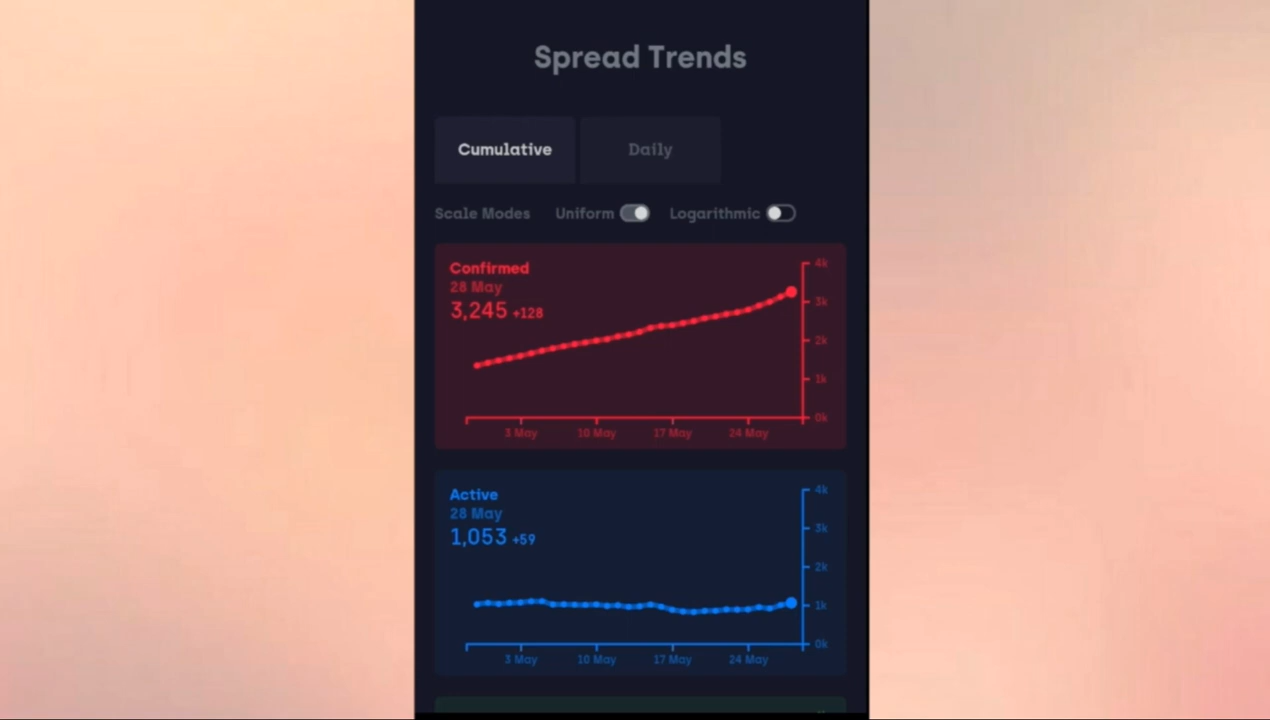 Spread Trends
Cumulative Daily
Scale Modes Uniform Logarithmic
Confirmed
28 May
3,245 +128
4k
3k
2k
1k
0k
3 May 10 May 17 May 24 May
Active
28 May
1,053 +59
4k
3k
2k
1k
0k
3 May 10 May 17 May 24 May